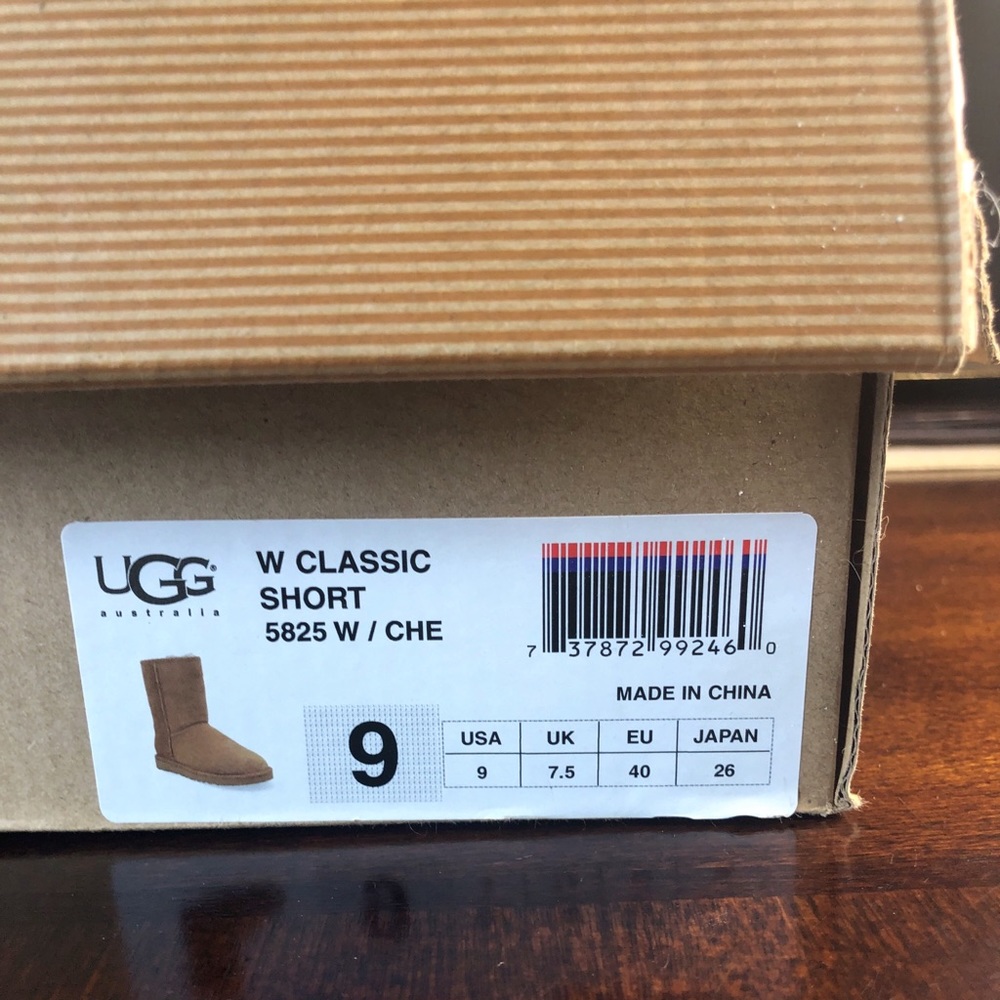 UGG®
australia
W CLASSIC
SHORT
5825 W / CHE
7 37872 99246 0
MADE IN CHINA
9
USA UK EU JAPAN
9 7.5 40 26